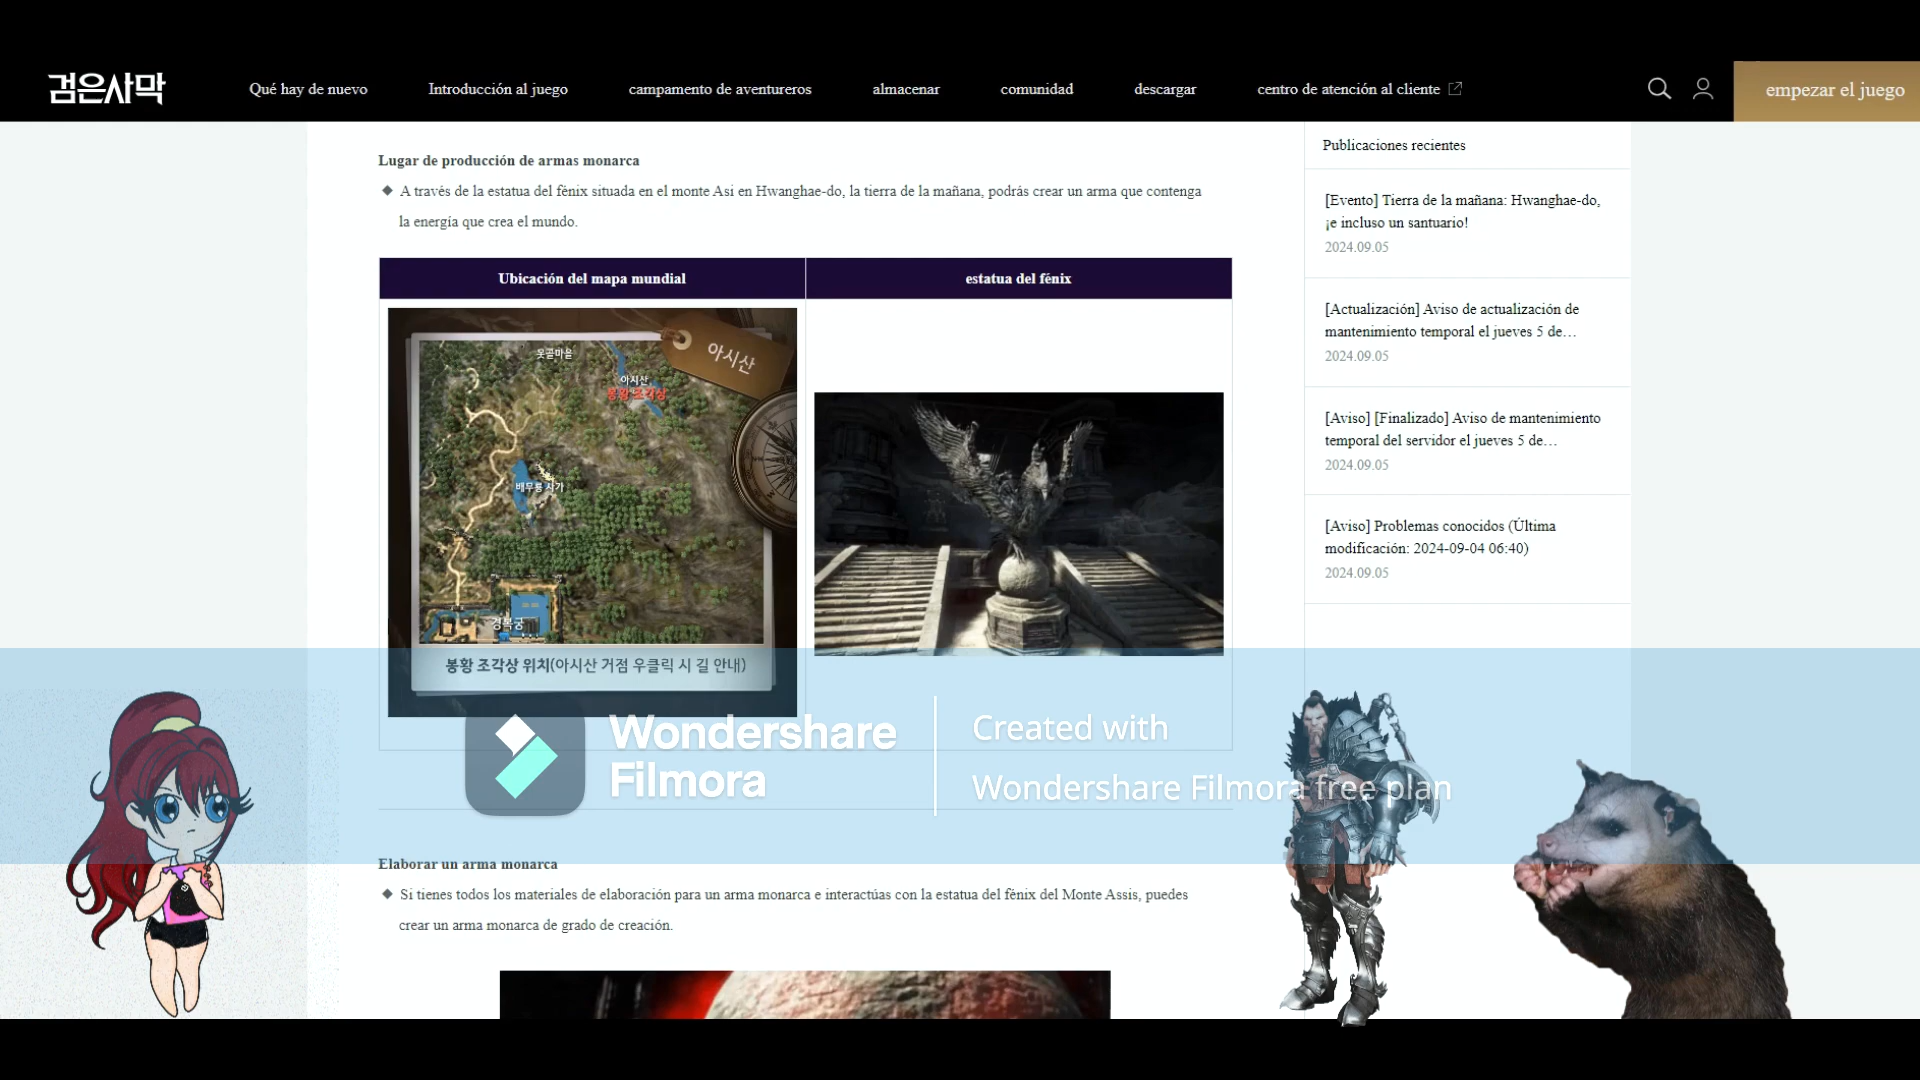 검은사막
Qué hay de nuevo
Introducción al juego
campamento de aventureros
almacenar
comunidad
descargar
centro de atención al cliente
empezar el juego
Lugar de producción de armas monarca
◆ A través de la estatua del fénix situada en el monte Asi en Hwanghae-do, la tierra de la mañana, podrás crear un arma que contenga
la energía que crea el mundo.
Ubicación del mapa mundial
estatua del fénix
아시산
옷골마을
아시산
봉황 조각상
배무룡 사가
경복궁
봉황 조각상 위치(아시산 거점 우클릭 시 길 안내)
Wondershare
Filmora
Created with
Wondershare Filmora free plan
Elaborar un arma monarca
◆ Si tienes todos los materiales de elaboración para un arma monarca e interactúas con la estatua del fénix del Monte Assis, puedes
crear un arma monarca de grado de creación.
Publicaciones recientes
[Evento] Tierra de la mañana: Hwanghae-do,
¡e incluso un santuario!
2024.09.05
[Actualización] Aviso de actualización de
mantenimiento temporal el jueves 5 de…
2024.09.05
[Aviso] [Finalizado] Aviso de mantenimiento
temporal del servidor el jueves 5 de…
2024.09.05
[Aviso] Problemas conocidos (Última
modificación: 2024-09-04 06:40)
2024.09.05